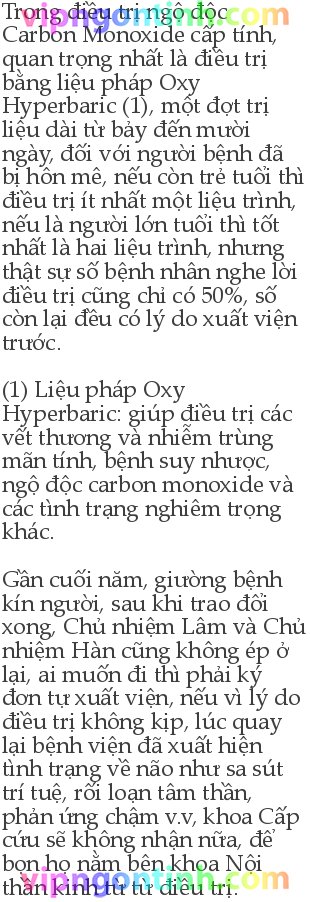 vipngontinh.com
Trong điều trị ngộ độc
Carbon Monoxide cấp tính,
quan trọng nhất là điều trị
bằng liệu pháp Oxy
Hyperbaric (1), một đợt trị
liệu dài từ bảy đến mười
ngày, đối với người bệnh đã
bị hôn mê, nếu còn trẻ tuổi thì
điều trị ít nhất một liệu trình,
nếu là người lớn tuổi thì tốt
nhất là hai liệu trình, nhưng
thật sự số bệnh nhân nghe lời
điều trị cũng chỉ có 50%, số
còn lại đều có lý do xuất viện
trước.
(1) Liệu pháp Oxy
Hyperbaric: giúp điều trị các
vết thương và nhiễm trùng
mãn tính, bệnh suy nhược,
ngộ độc carbon monoxide và
các tình trạng nghiêm trọng
khác.
Gần cuối năm, giường bệnh
kín người, sau khi trao đổi
xong, Chủ nhiệm Lâm và Chủ
nhiệm Hàn cũng không ép ở
lại, ai muốn đi thì phải ký
đơn tự xuất viện, nếu vì lý do
điều trị không kịp, lúc quay
lại bệnh viện đã xuất hiện
tình trạng về não như sa sút
trí tuệ, rối loạn tâm thần,
phản ứng chậm v.v, khoa Cấp
cứu sẽ không nhận nữa, để
bọn họ nằm bên khoa Nội
thần kinh từ từ điều trị.
vipngontinh.com